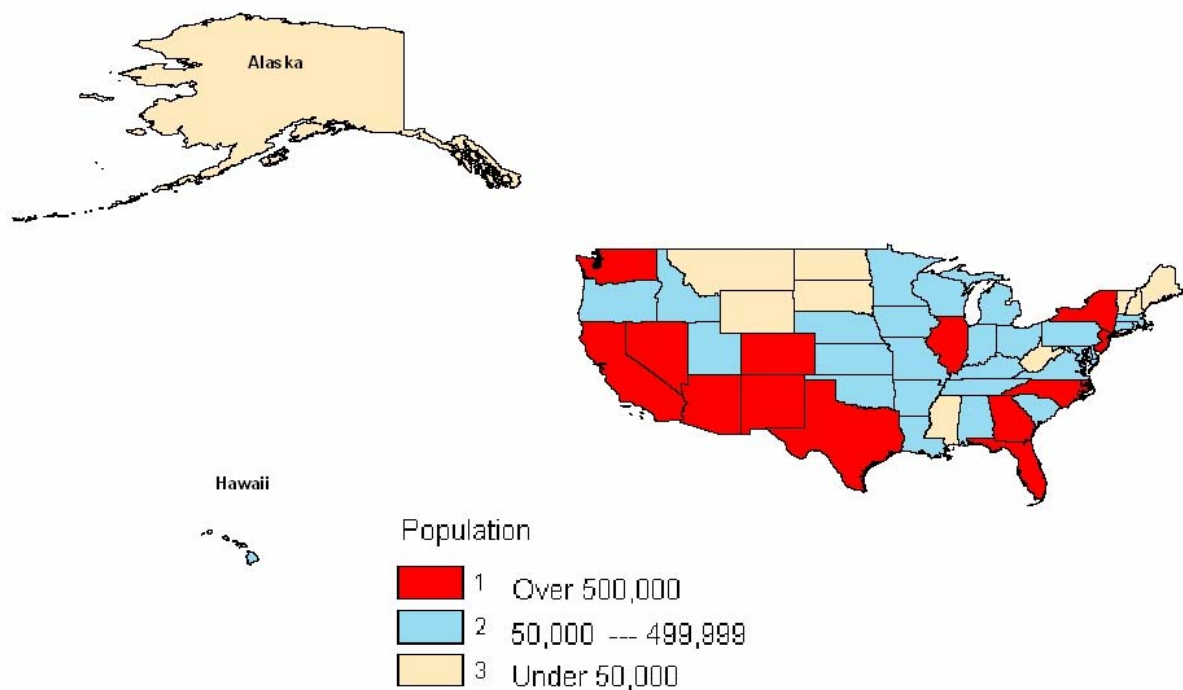 Alaska
Hawaii
Population
1 Over 500,000
2 50,000 --- 499,999
3 Under 50,000